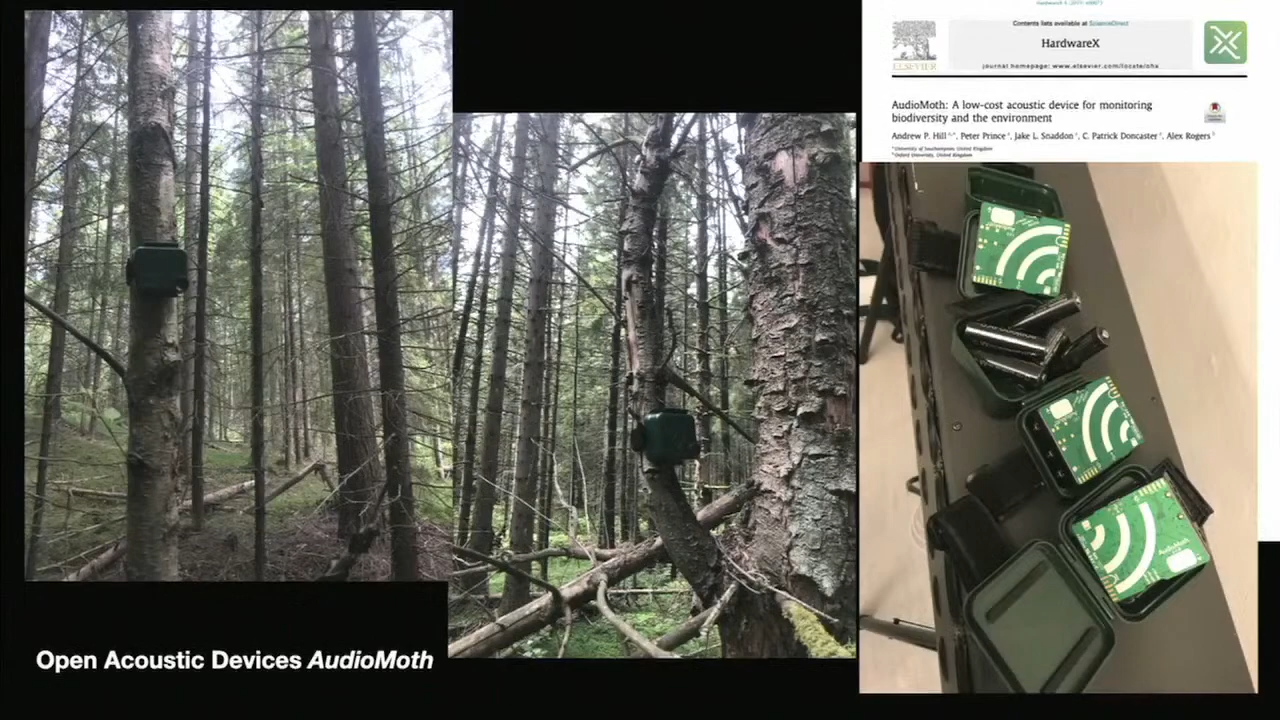 Contents lists available at ScienceDirect
HardwareX
journal homepage: www.elsevier.com/locate/ohx
ELSEVIER
AudioMoth: A low-cost acoustic device for monitoring
biodiversity and the environment
Andrew P. Hill, Peter Prince, Jake L. Snaddon, C. Patrick Doncaster, Alex Rogers
University of Southampton, United Kingdom
Oxford University, United Kingdom
AudioMoth
Open Acoustic Devices AudioMoth